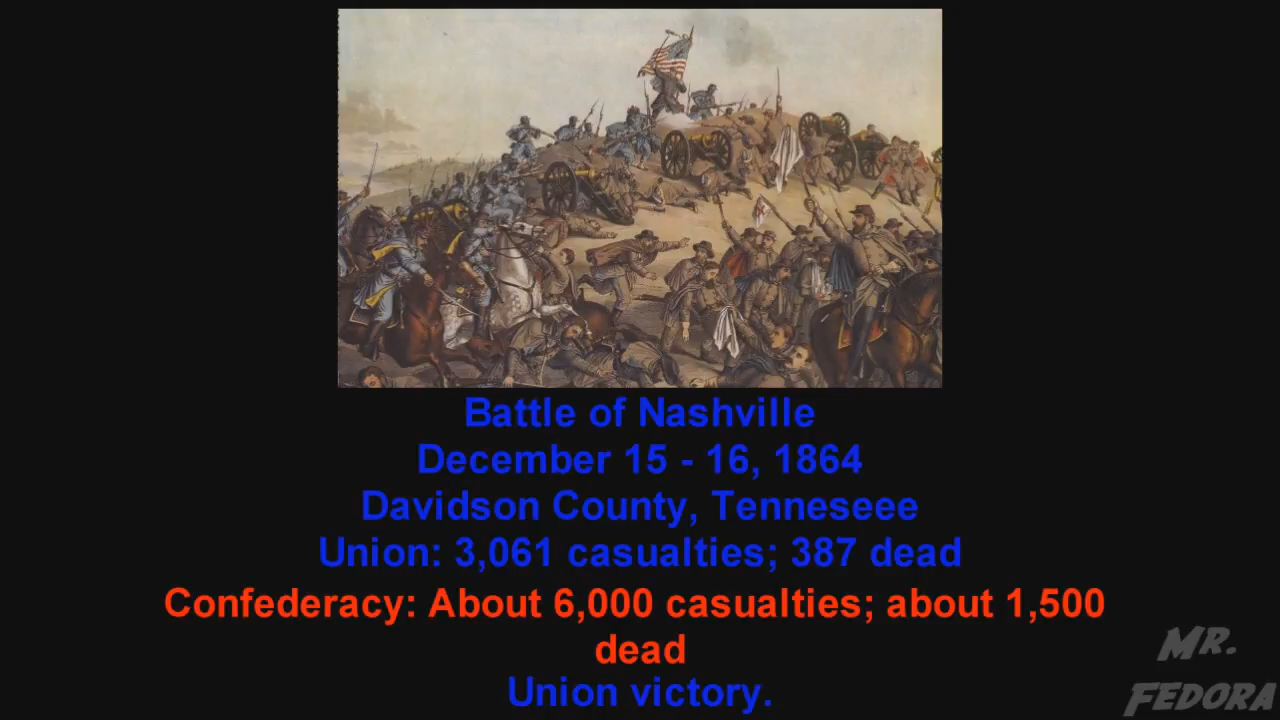 Battle of Nashville
December 15 - 16, 1864
Davidson County, Tenneseee
Union: 3,061 casualties; 387 dead
Confederacy: About 6,000 casualties; about 1,500
dead
Union victory.
MR.
FEDORA